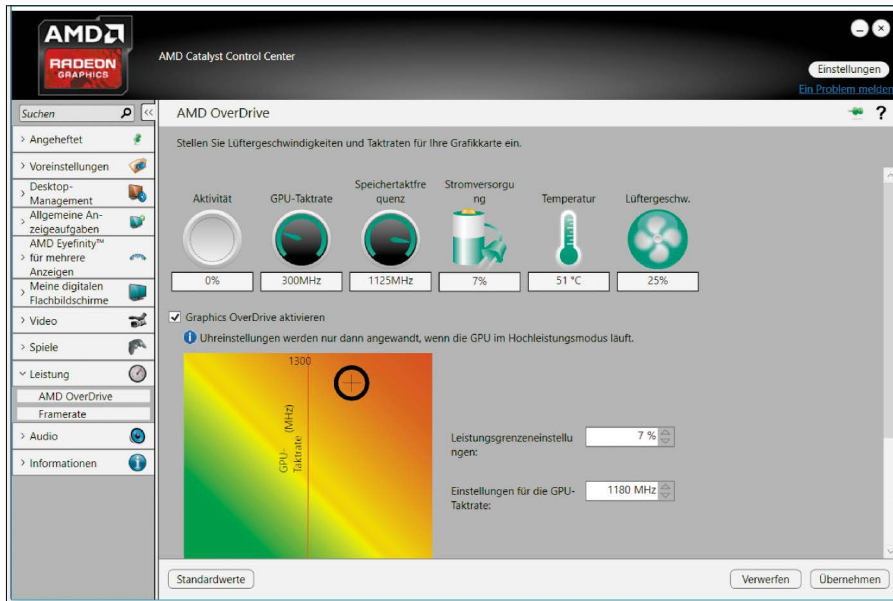 AMD
RADEON
GRAPHICS
AMD Catalyst Control Center
Einstellungen
Ein Problem melden
Suchen
<<
AMD OverDrive
?
> Angeheftet
> Voreinstellungen
> Desktop-
Management
> Allgemeine An-
zeigeaufgaben
AMD Eyefinity™
> für mehrere
Anzeigen
> Meine digitalen
Flachbildschirme
> Video
> Spiele
Leistung
AMD OverDrive
Framerate
> Audio
> Informationen
Stellen Sie Lüftergeschwindigkeiten und Taktraten für Ihre Grafikkarte ein.
Aktivität
0%
GPU-Taktrate
300MHz
Speichertaktfre
quenz
1125MHz
Stromversorgu
ng
7%
Temperatur
51 °C
Lüftergeschw.
25%
Graphics OverDrive aktivieren
Uhreinstellungen werden nur dann angewandt, wenn die GPU im Hochleistungsmodus läuft.
1300
GPU- (MHz)
Taktrate
Leistungsgrenzeneinstellu
ngen:
7 %
Einstellungen für die GPU-
Taktrate:
1180 MHz
Standardwerte
Verwerfen
Übernehmen